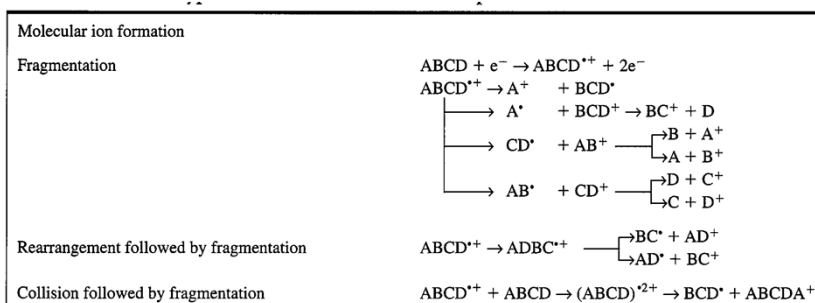 Molecular ion formation
Fragmentation ABCD + e⁻ → ABCD•⁺ + 2e⁻
ABCD•⁺ → A⁺ + BCD•
→ A• + BCD⁺ → BC⁺ + D
→ CD• + AB⁺ → B + A⁺
→ A + B⁺
→ AB• + CD⁺ → D + C⁺
→ C + D⁺
Rearrangement followed by fragmentation ABCD•⁺ → ADBC•⁺ → BC• + AD⁺
→ AD• + BC⁺
Collision followed by fragmentation ABCD•⁺ + ABCD → (ABCD)•²⁺ → BCD• + ABCDA⁺